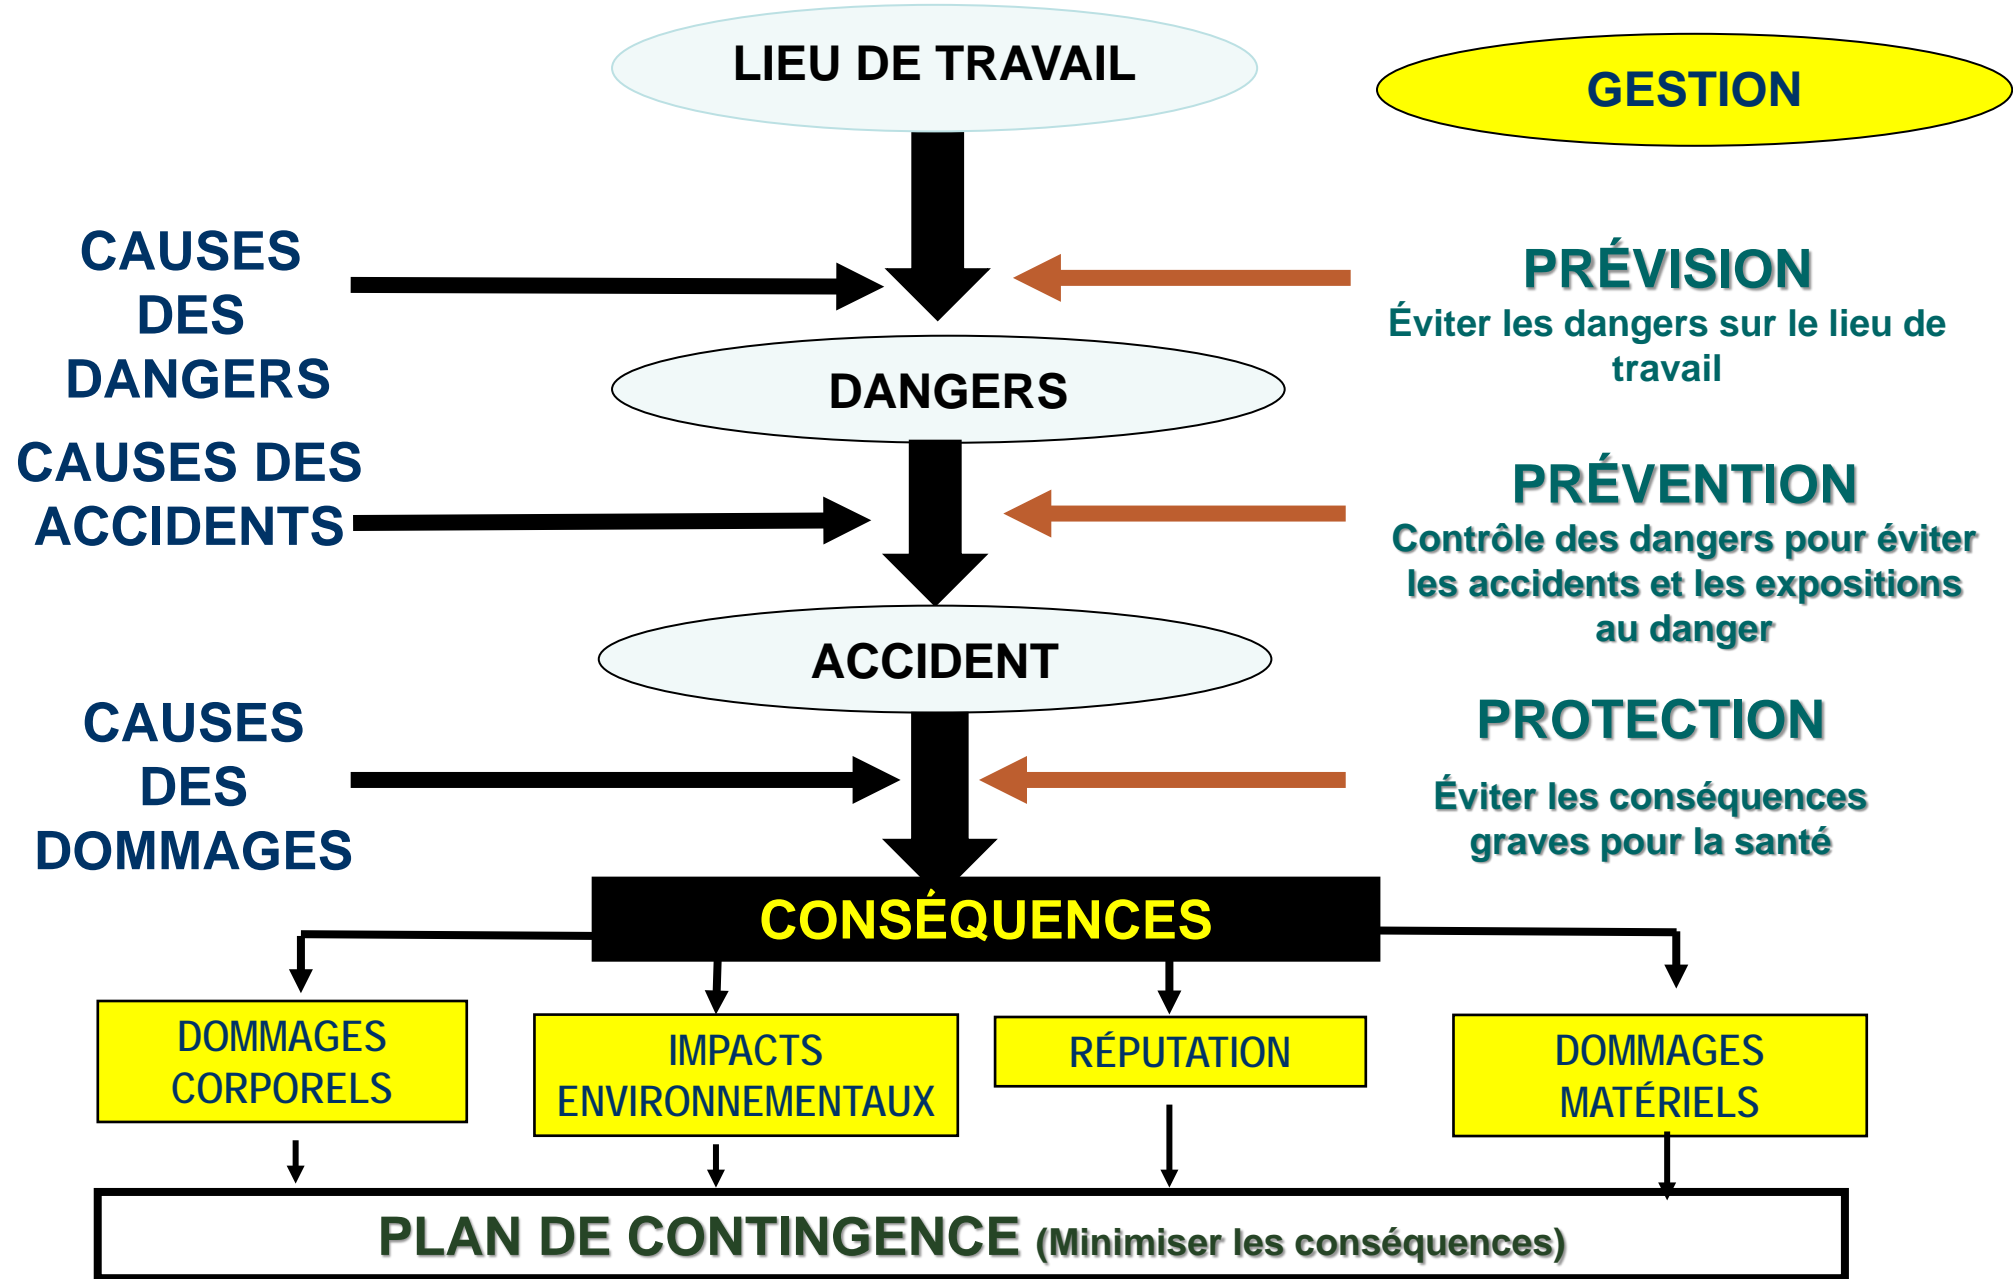 LIEU DE TRAVAIL
GESTION
CAUSES
DES
DANGERS
PRÉVISION
Éviter les dangers sur le lieu de
travail
DANGERS
CAUSES DES
ACCIDENTS
PRÉVENTION
Contrôle des dangers pour éviter
les accidents et les expositions
au danger
ACCIDENT
CAUSES
DES
DOMMAGES
PROTECTION
Éviter les conséquences
graves pour la santé
CONSÉQUENCES
DOMMAGES
CORPORELS
IMPACTS
ENVIRONNEMENTAUX
RÉPUTATION
DOMMAGES
MATÉRIELS
PLAN DE CONTINGENCE (Minimiser les conséquences)